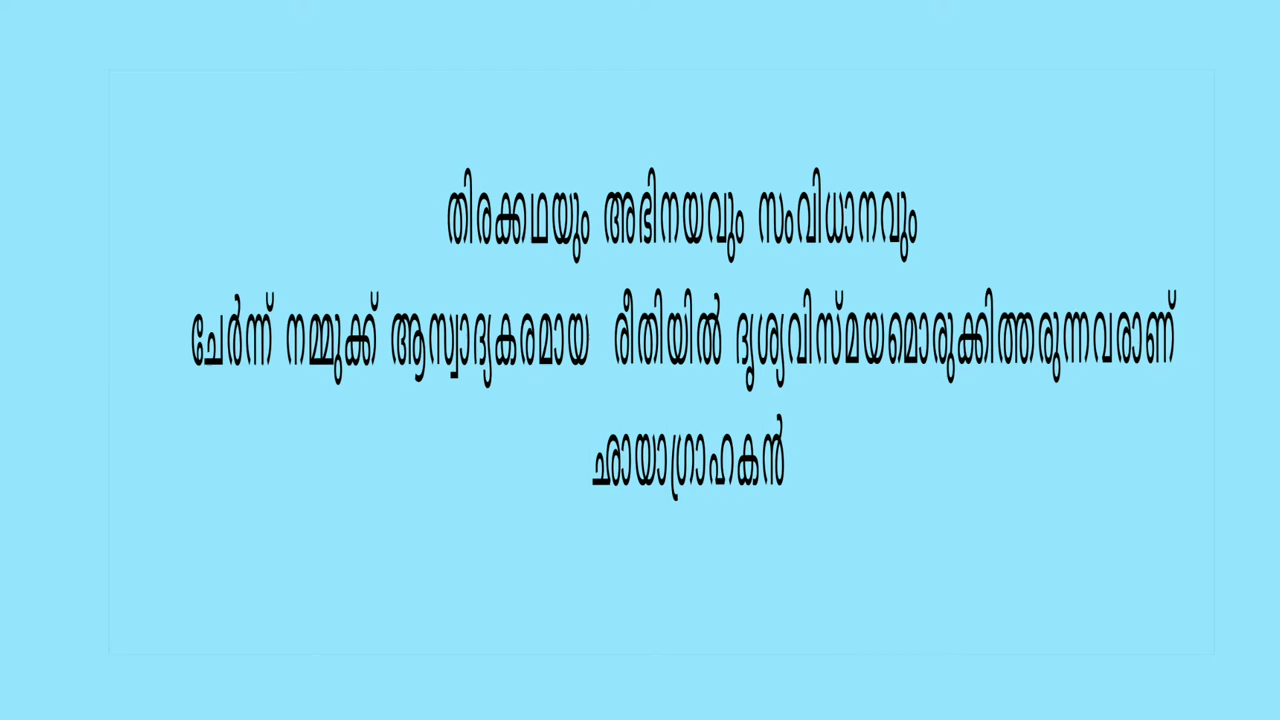 തിരക്കഥയും അഭിനയവും സംവിധാനവും
ചേർന്ന് നമ്മുക്ക് ആസ്വാദ്യകരമായ രീതിയിൽ ദൃശ്യവിസ്മയമൊരുക്കിത്തരുന്നവരാണ്
ഛായാഗ്രാഹകൻ